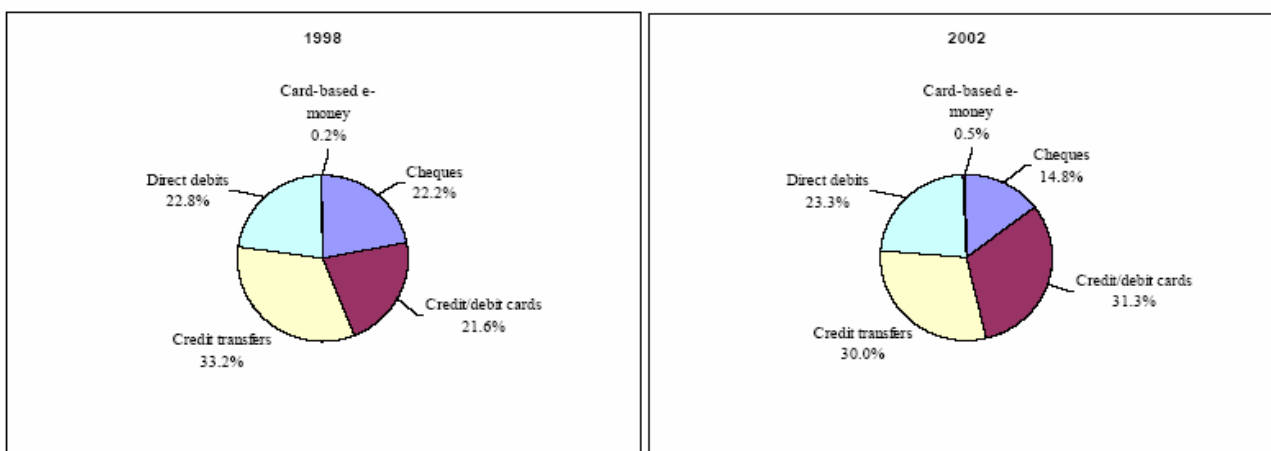 1998
Card-based e-
money
0.2%
Direct debits
22.8%
Cheques
22.2%
Credit transfers
33.2%
Credit/debit cards
21.6%
2002
Card-based e-
money
0.5%
Direct debits
23.3%
Cheques
14.8%
Credit transfers
30.0%
Credit/debit cards
31.3%